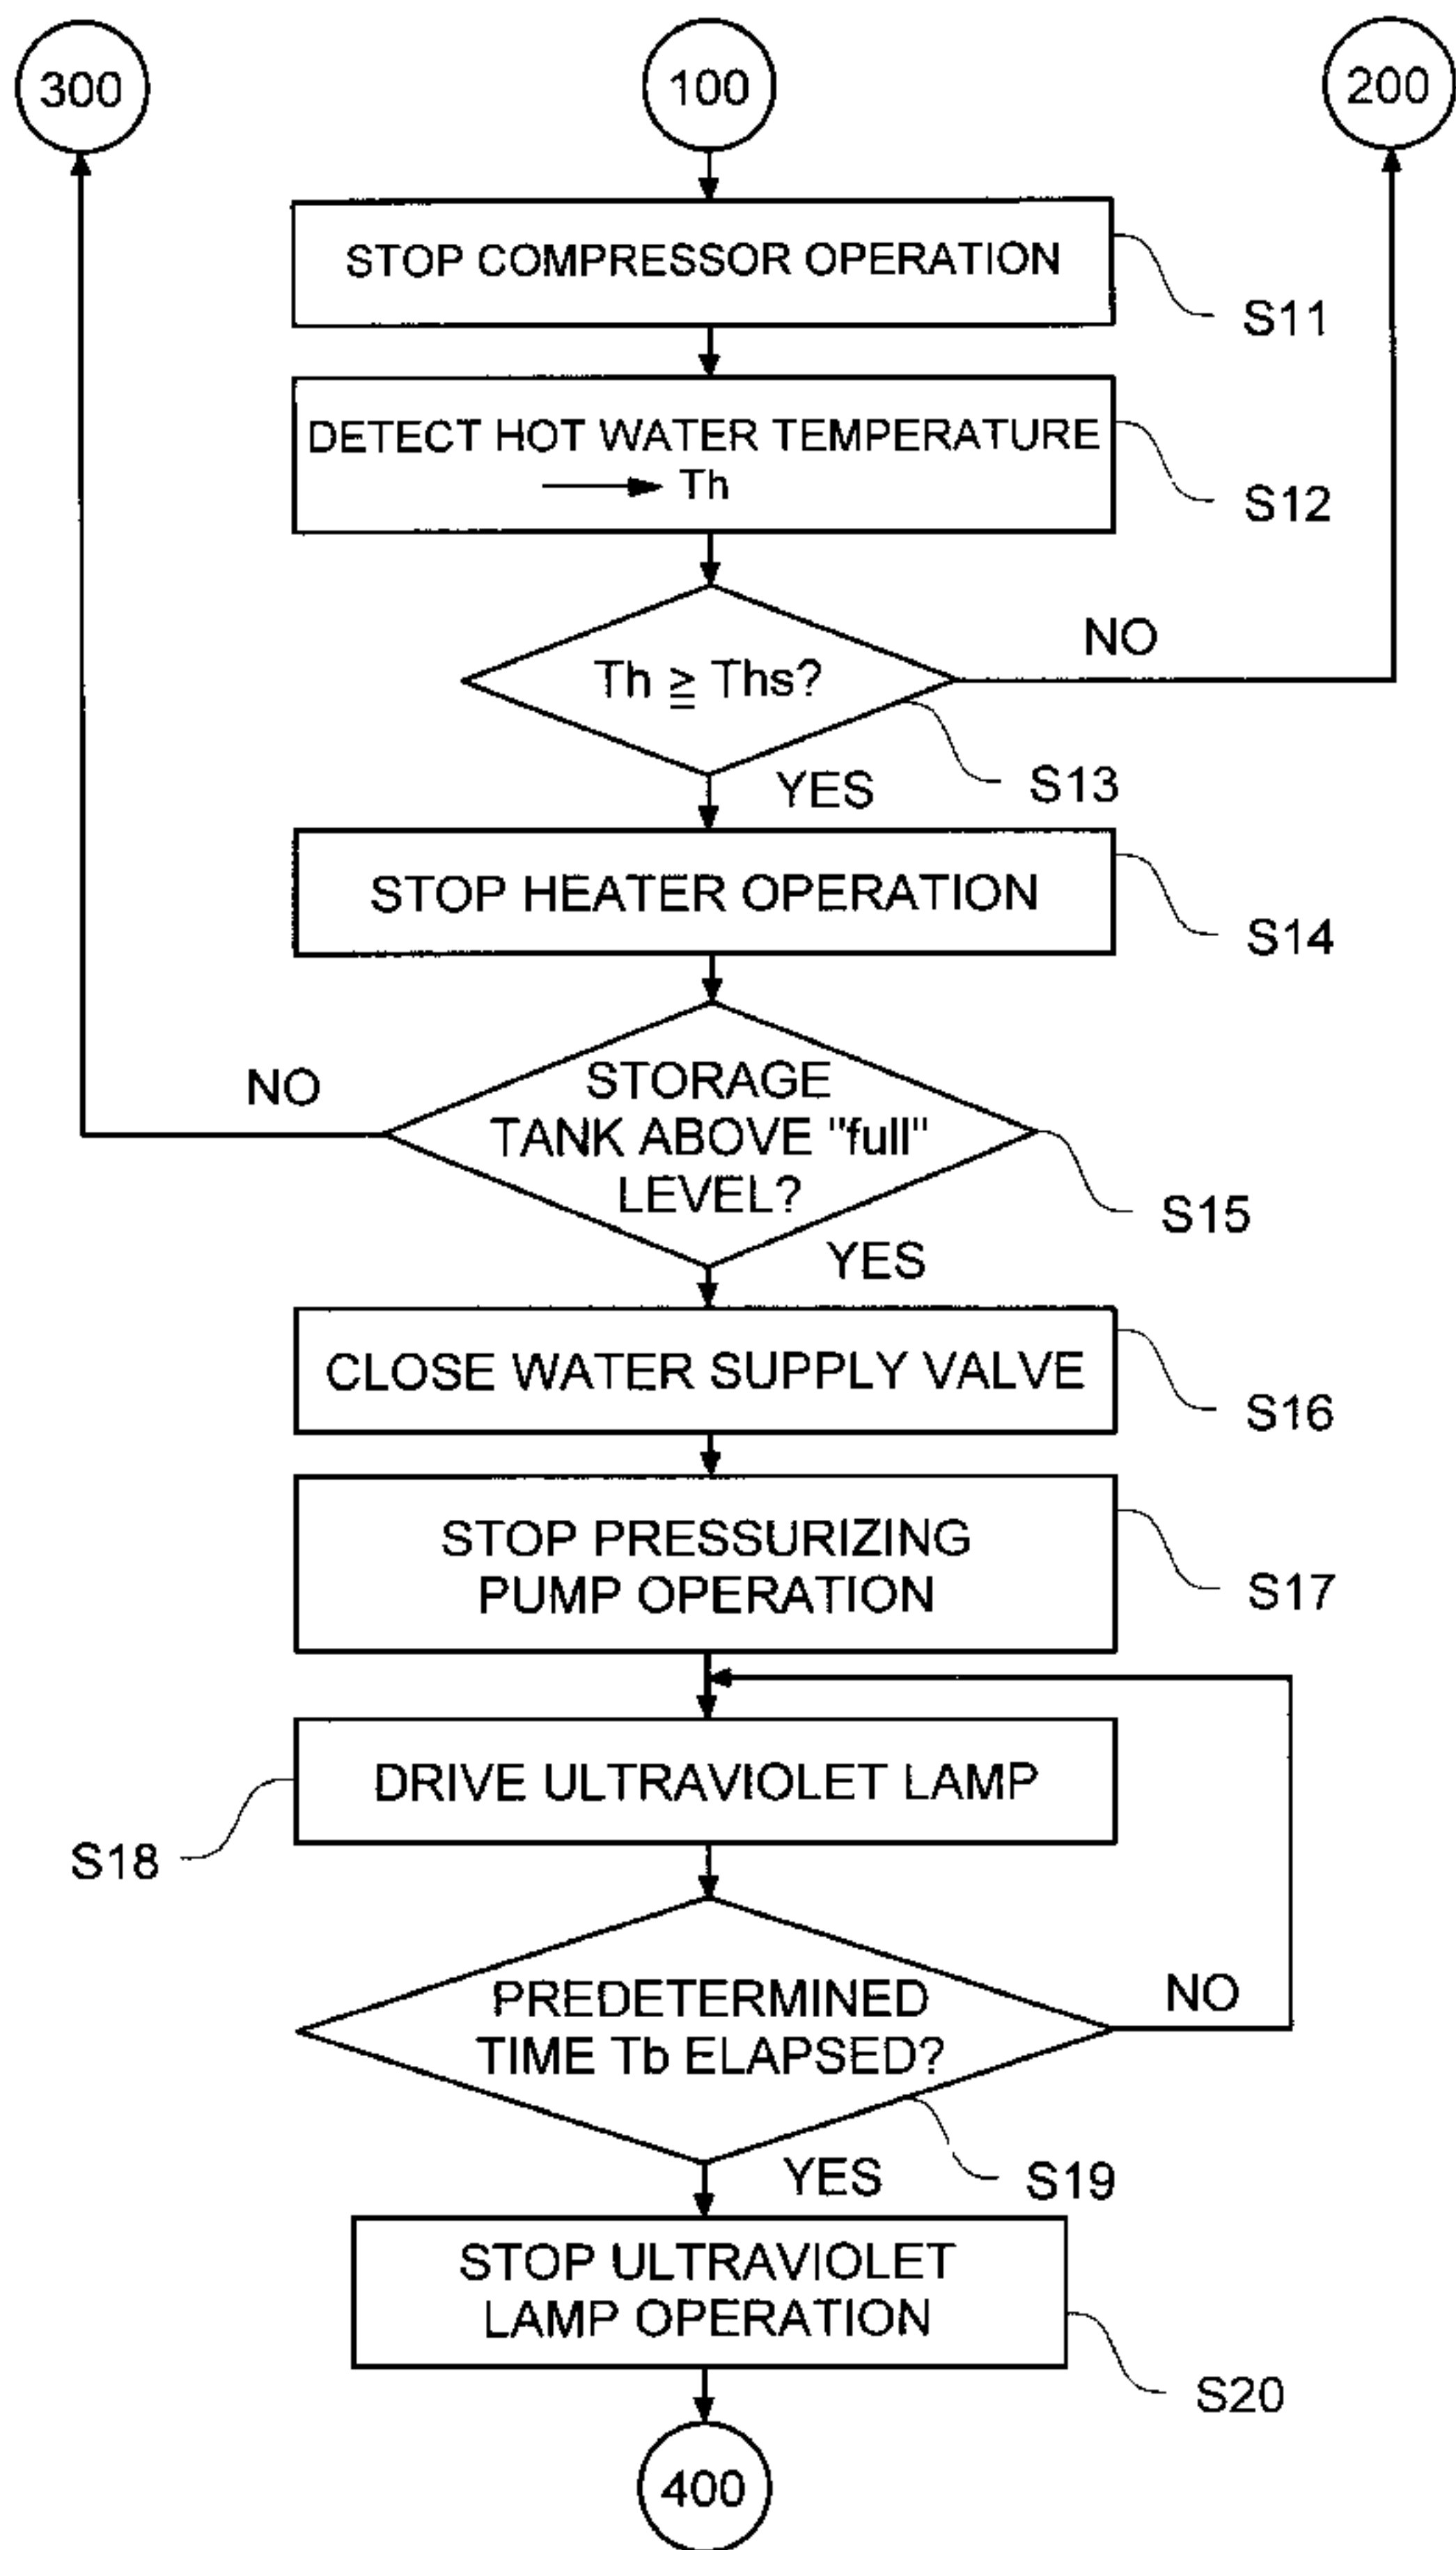 300
100
200
STOP COMPRESSOR OPERATION
S11
DETECT HOT WATER TEMPERATURE
Th
S12
Th ≧ Ths?
NO
S13
YES
STOP HEATER OPERATION
S14
NO
STORAGE
TANK ABOVE "full"
LEVEL?
S15
YES
CLOSE WATER SUPPLY VALVE
S16
STOP PRESSURIZING
PUMP OPERATION
S17
DRIVE ULTRAVIOLET LAMP
S18
PREDETERMINED
TIME Tb ELAPSED?
NO
S19
YES
STOP ULTRAVIOLET
LAMP OPERATION
S20
400